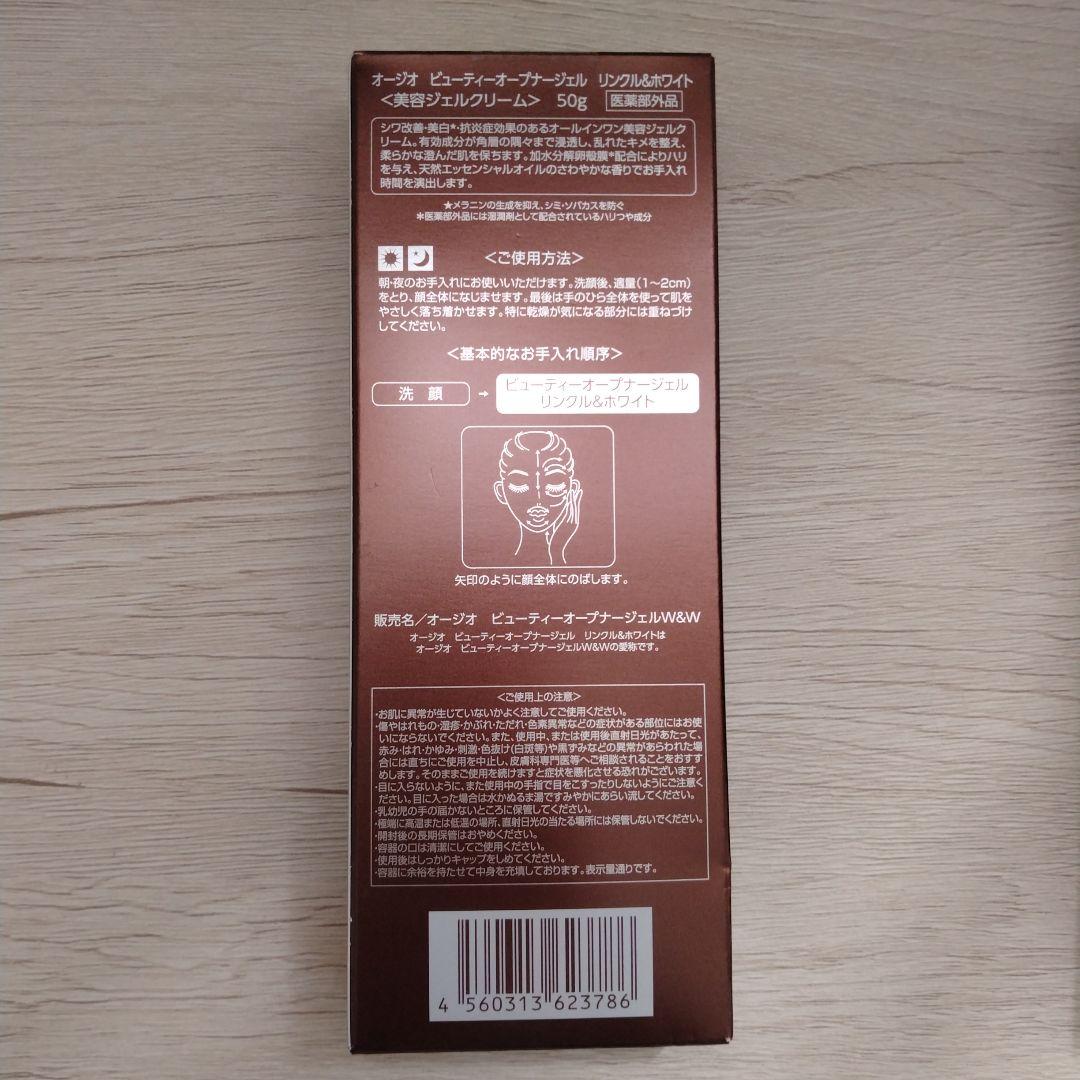 オージオ ビューティーオープナージェル リンクル&ホワイト
＜美容ジェルクリーム＞ 50g 医薬部外品
シワ改善・美白★・抗炎症効果のあるオールインワン美容ジェルク
リーム。有効成分が角層の隅々まで浸透し、乱れたキメを整え、
柔らかな澄んだ肌を保ちます。加水分解卵殻膜＊配合によりハリ
を与え、天然エッセンシャルオイルのさわやかな香りでお手入れ
時間を演出します。
★メラニンの生成を抑え、シミ・ソバカスを防ぐ
＊医薬部外品には湿潤剤として配合されているハリつや成分
＜ご使用方法＞
朝・夜のお手入れにお使いいただけます。洗顔後、適量(1〜2cm)
をとり、顔全体になじませます。最後は手のひら全体を使って肌を
やさしく落ち着かせます。特に乾燥が気になる部分には重ねづけ
してください。
＜基本的なお手入れ順序＞
洗 顔 → ビューティーオープナージェル
リンクル&ホワイト
矢印のように顔全体にのばします。
販売名／オージオ ビューティーオープナージェルW&W
オージオ ビューティーオープナージェル リンクル&ホワイトは
オージオ ビューティーオープナージェルW&Wの愛称です。
＜ご使用上の注意＞
・お肌に異常が生じていないかよく注意してご使用ください。
・傷やはれもの・湿疹・かぶれ・ただれ・色素異常などの症状がある部位にはお使
いにならないでください。また、使用中、または使用後直射日光があたって、
赤み・はれ・かゆみ・刺激・色抜け(白斑等)や黒ずみなどの異常があらわれた場
合には直ちにご使用を中止し、皮膚科専門医等へご相談されることをおすす
めします。そのままご使用を続けますと症状を悪化させる恐れがございます。
・目に入らないように、また使用中の手指で目をこすったりしないようにご注意く
ださい。目に入った場合は水かぬるま湯ですみやかにあらい流してください。
・乳幼児の手の届かないところに保管してください。
・極端に高温または低温の場所、直射日光の当たる場所には保管しないでください。
・開封後の長期保管はおやめください。
・容器の口は清潔にしてご使用ください。
・使用後はしっかりキャップをしめてください。
・容器に余裕を持たせて中身を充填しております。表示量通りです。
4 560313 623786